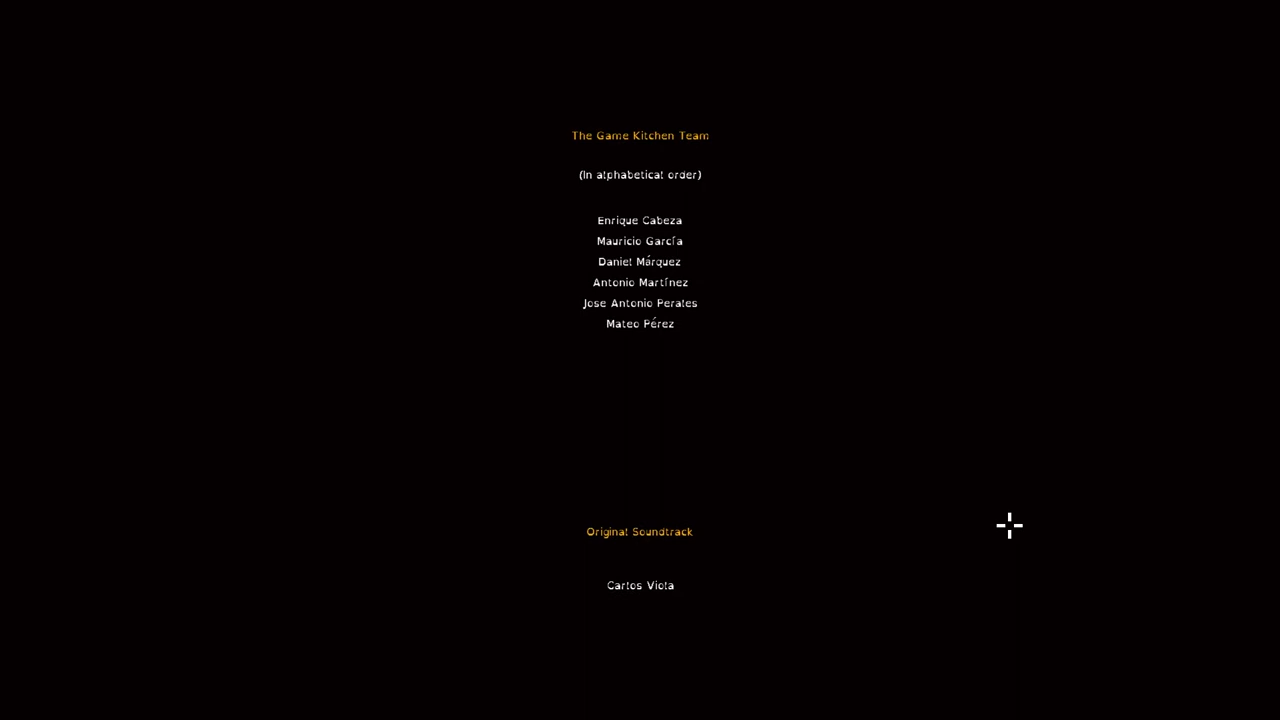 The Game Kitchen Team
(In alphabetical order)
Enrique Cabeza
Mauricio García
Daniel Márquez
Antonio Martínez
Jose Antonio Perales
Mateo Pérez
Original Soundtrack
Carlos Viola